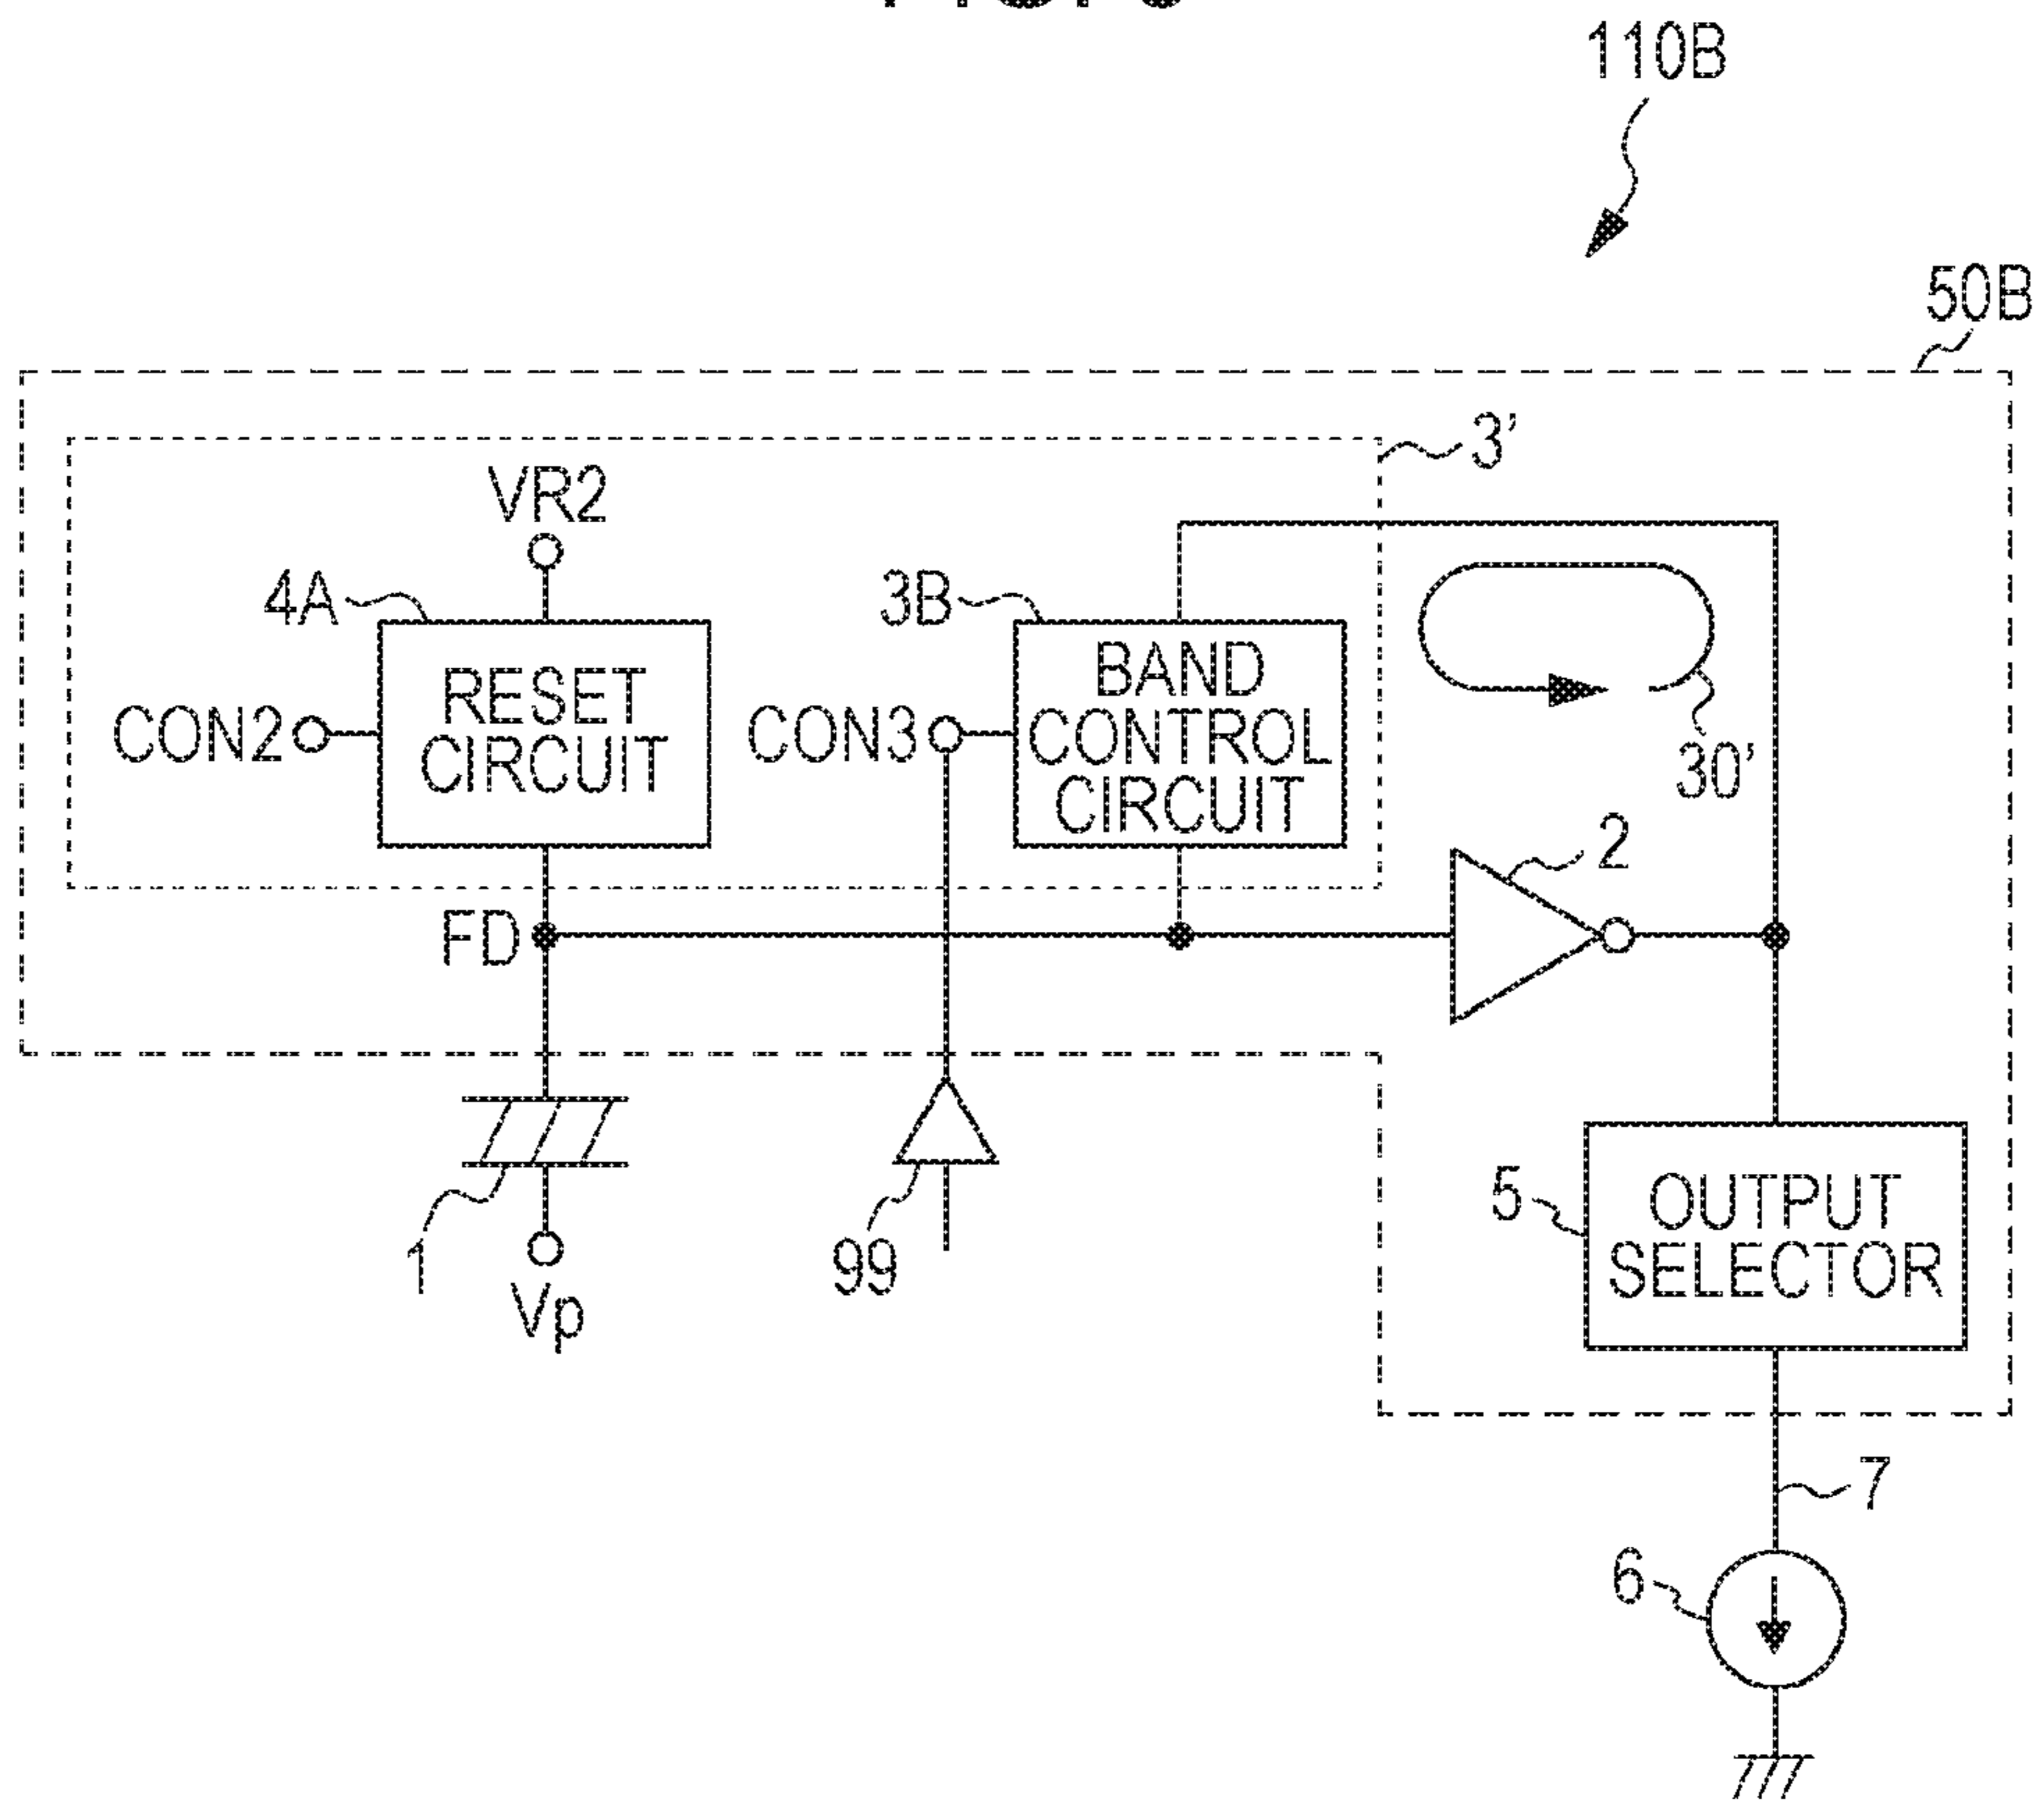 110B
50B
3'
VR2
4A
3B
RESET
CIRCUIT
BAND
CONTROL
CIRCUIT
CON2
CON3
30'
2
FD
1
99
Vp
5
OUTPUT
SELECTOR
7
6